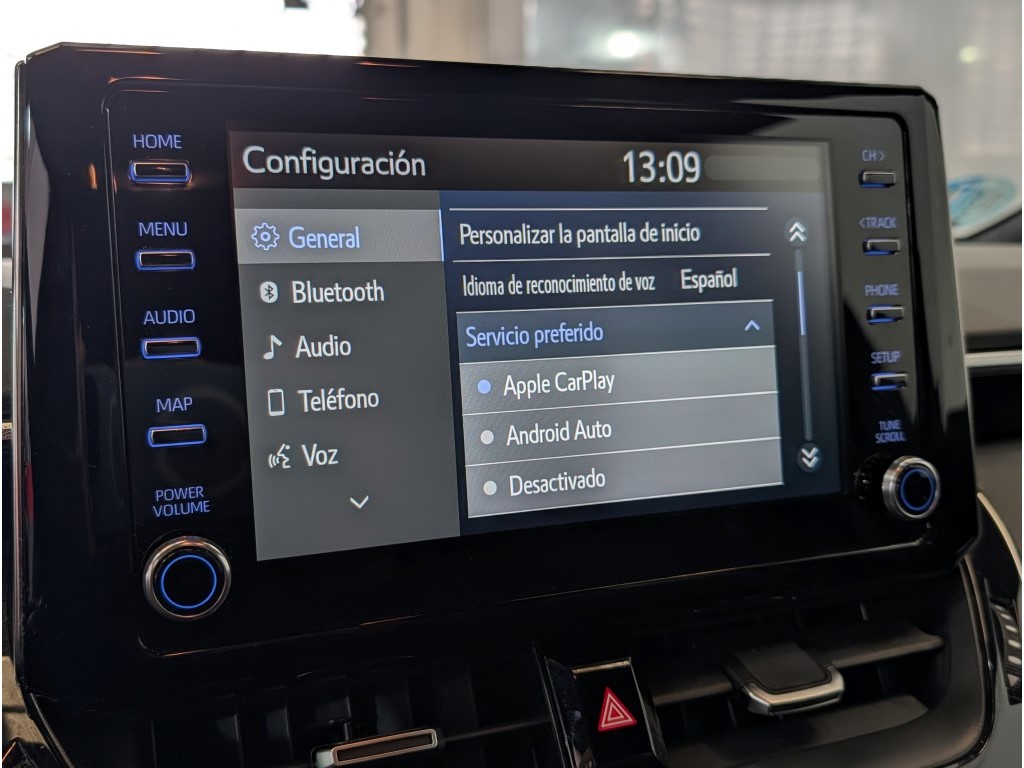 HOME
MENU
AUDIO
MAP
POWER
VOLUME
Configuración 13:09
General
Bluetooth
Audio
Teléfono
Voz
Personalizar la pantalla de inicio
Idioma de reconocimiento de voz Español
Servicio preferido
Apple CarPlay
Android Auto
Desactivado
CH>
<TRACK
PHONE
SETUP
TUNE
SCROLL